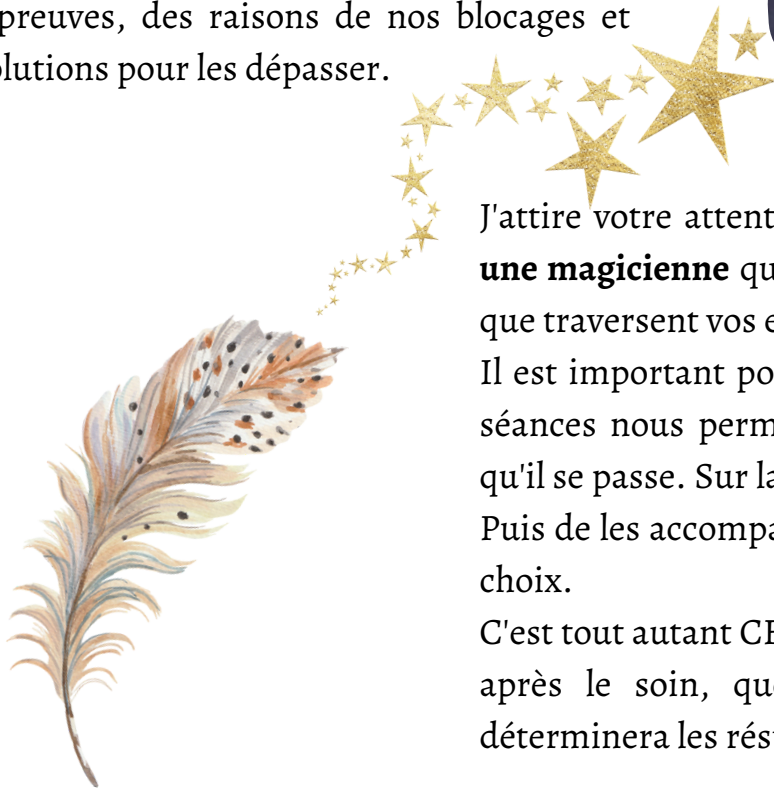 preuves, des raisons de nos blocages et
olutions pour les dépasser.
J'attire votre attent
une magicienne qu
que traversent vos e
Il est important po
séances nous perm
qu'il se passe. Sur la
Puis de les accompa
choix.
C'est tout autant CE
après le soin, que
déterminera les rés